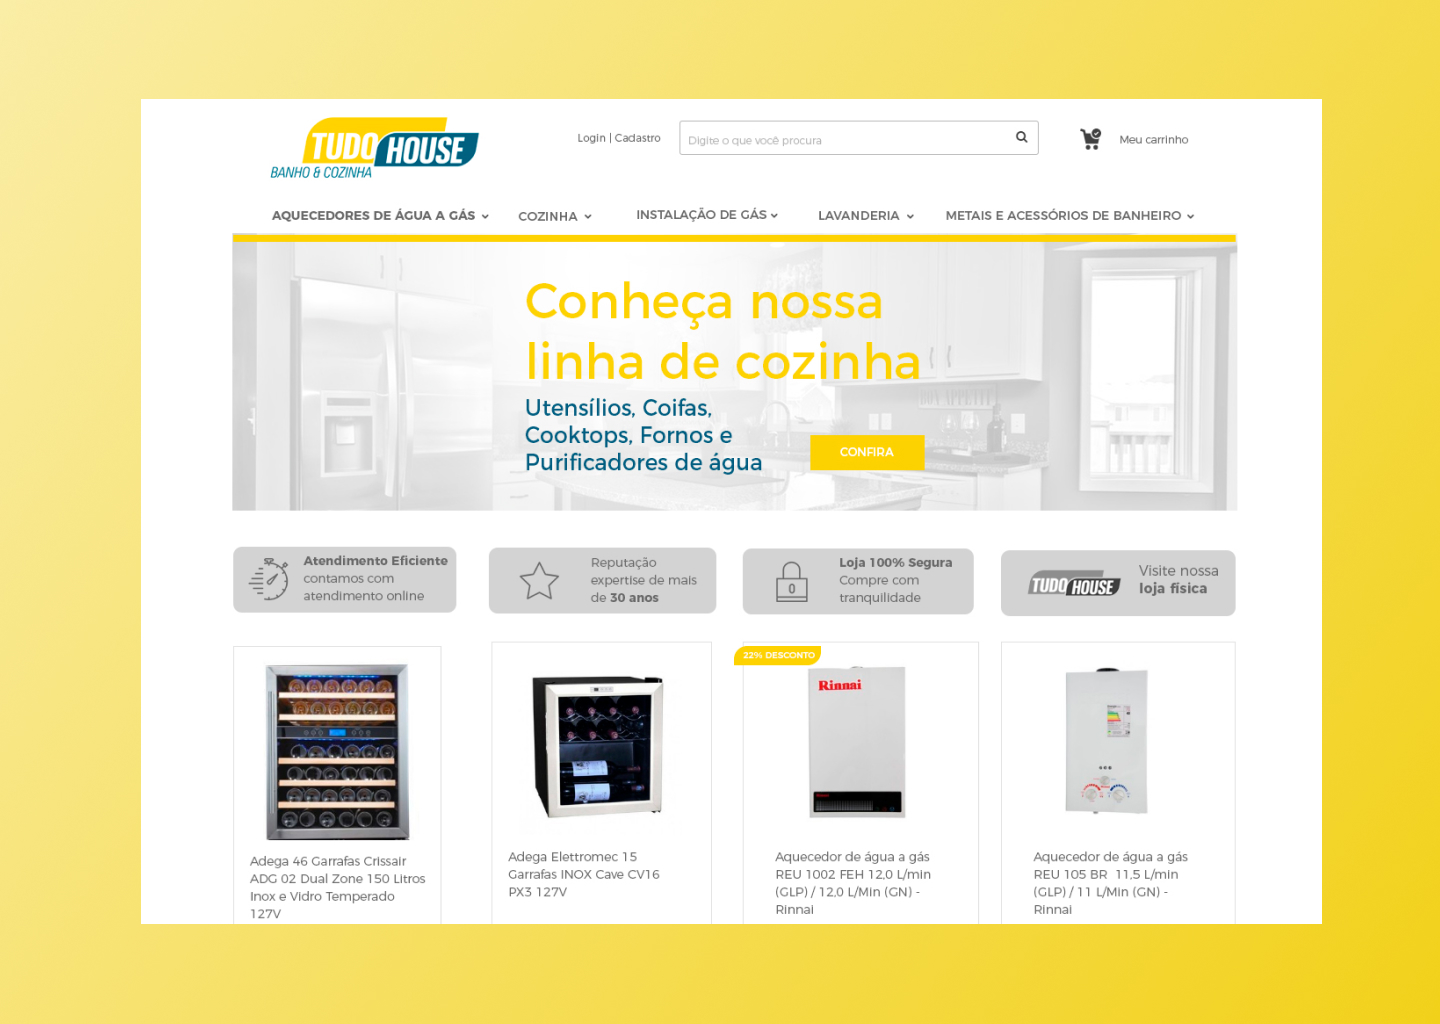 TUDO HOUSE
BANHO & COZINHA
Login | Cadastro
Digite o que você procura
Meu carrinho
AQUECEDORES DE ÁGUA A GÁS
COZINHA
INSTALAÇÃO DE GÁS
LAVANDERIA
METAIS E ACESSÓRIOS DE BANHEIRO
Conheça nossa
linha de cozinha
Utensílios, Coifas,
Cooktops, Fornos e
Purificadores de água
CONFIRA
BON APPETIT
Atendimento Eficiente
contamos com
atendimento online
Reputação
expertise de mais
de 30 anos
0
Loja 100% Segura
Compre com
tranquilidade
TUDO HOUSE
Visite nossa
loja física
22% DESCONTO
Rinnai
Adega 46 Garrafas Crissair
ADG 02 Dual Zone 150 Litros
Inox e Vidro Temperado
127V
Adega Elettromec 15
Garrafas INOX Cave CV16
PX3 127V
Aquecedor de água a gás
REU 1002 FEH 12,0 L/min
(GLP) / 12,0 L/Min (GN) -
Rinnai
Aquecedor de água a gás
REU 105 BR  11,5 L/min
(GLP) / 11 L/Min (GN) -
Rinnai